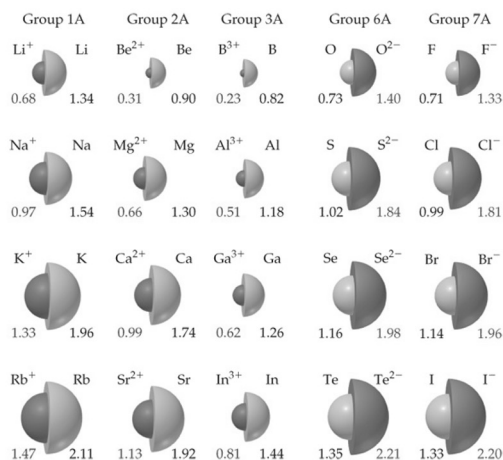 Group 1A Group 2A Group 3A Group 6A Group 7A
Li⁺ Li Be²⁺ Be B³⁺ B O O²⁻ F F⁻
0.68 1.34 0.31 0.90 0.23 0.82 0.73 1.40 0.71 1.33
Na⁺ Na Mg²⁺ Mg Al³⁺ Al S S²⁻ Cl Cl⁻
0.97 1.54 0.66 1.30 0.51 1.18 1.02 1.84 0.99 1.81
K⁺ K Ca²⁺ Ca Ga³⁺ Ga Se Se²⁻ Br Br⁻
1.33 1.96 0.99 1.74 0.62 1.26 1.16 1.98 1.14 1.96
Rb⁺ Rb Sr²⁺ Sr In³⁺ In Te Te²⁻ I I⁻
1.47 2.11 1.13 1.92 0.81 1.44 1.35 2.21 1.33 2.20